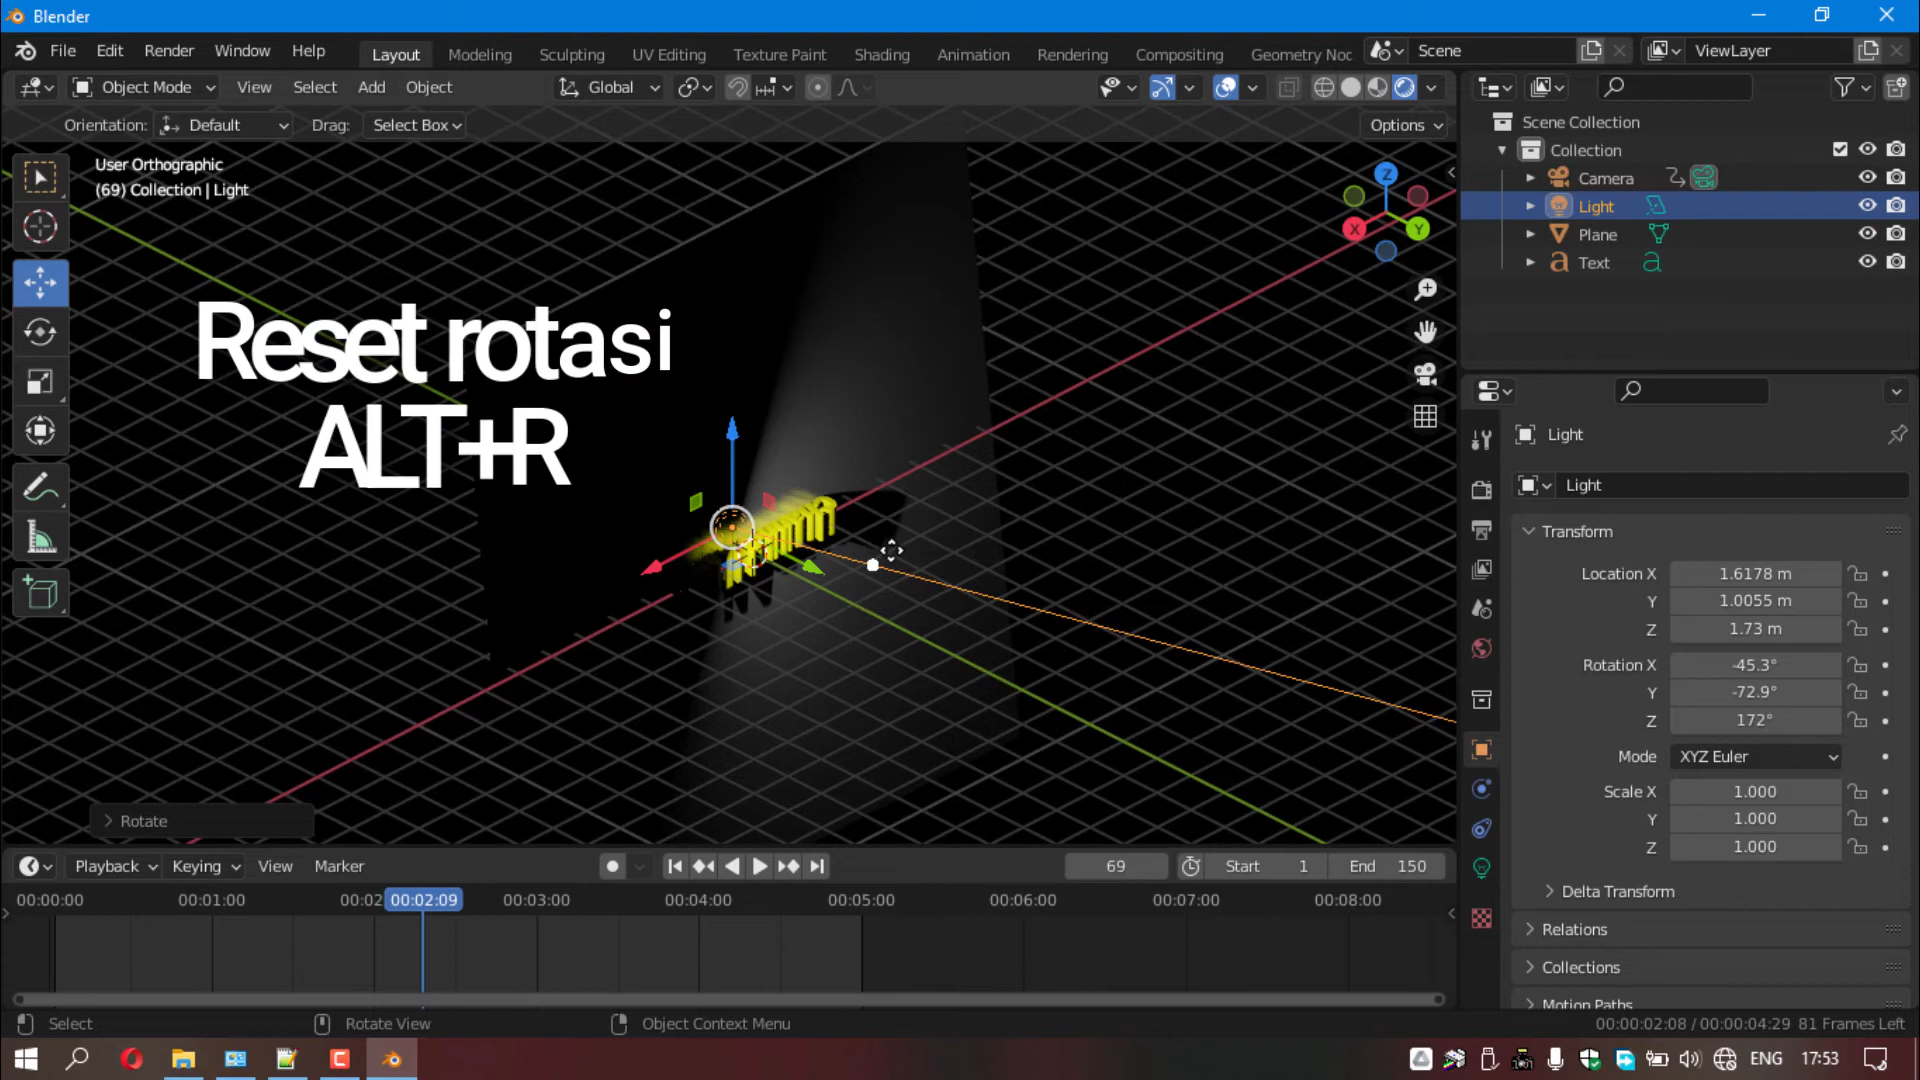 Blender
File Edit Render Window Help
Layout Modeling Sculpting UV Editing Texture Paint Shading Animation Rendering Compositing Geometry Noc
Scene
ViewLayer
Object Mode View Select Add Object
Global
Orientation: Default Drag: Select Box
Options
User Orthographic
(69) Collection | Light
Reset rotasi
ALT+R
Z
X
Y
Rotate
Scene Collection
Collection
Camera
Light
Plane
Text
Light
Light
Transform
Location X 1.6178 m
Y 1.0055 m
Z 1.73 m
Rotation X -45.3°
Y -72.9°
Z 172°
Mode XYZ Euler
Scale X 1.000
Y 1.000
Z 1.000
Delta Transform
Relations
Collections
Motion Paths
Playback Keying View Marker
69
Start 1 End 150
00:00:00 00:01:00 00:02 00:02:09 00:03:00 00:04:00 00:05:00 00:06:00 00:07:00 00:08:00
Select Rotate View Object Context Menu
00:00:02:08 / 00:00:04:29 81 Frames Left
ENG 17:53